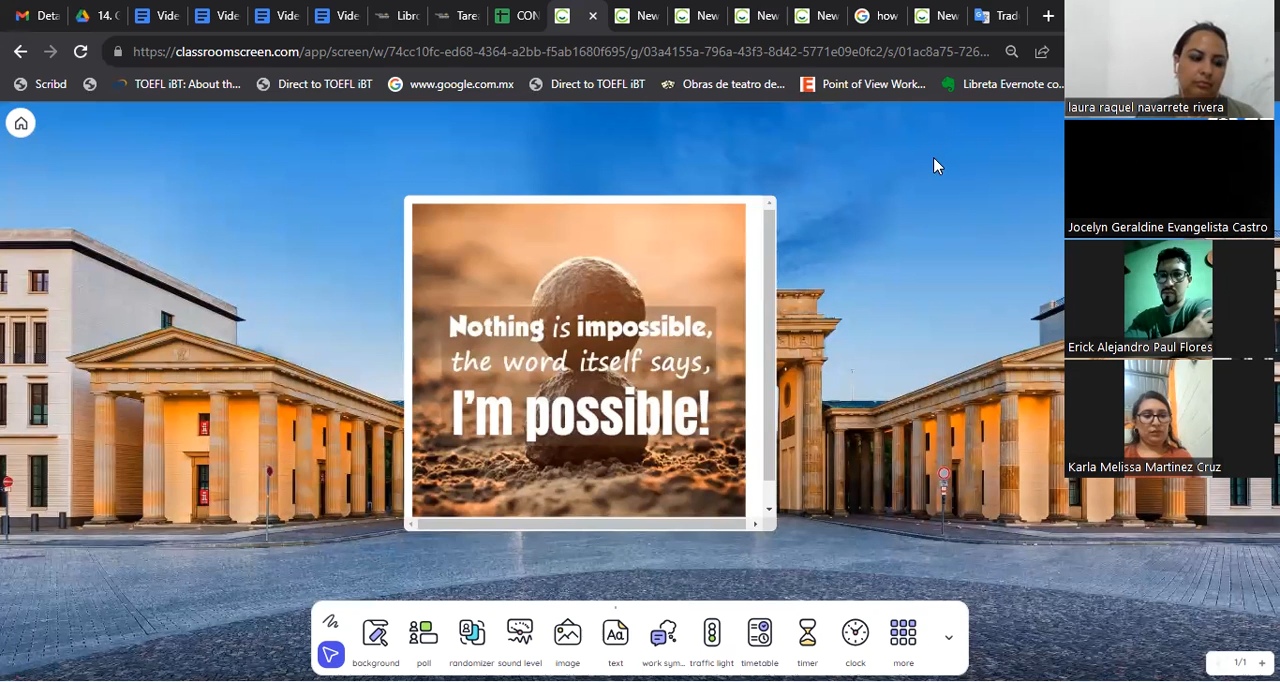 Deta
14. (
Vide
Vide
Vide
Vide
Libro
Tare
CON
New
New
New
New
how
New
Trad
https://classroomscreen.com/app/screen/w/74cc10fc-ed68-4364-a2bb-f5ab1680f695/g/03a4155a-796a-43f3-8d42-5771e09e0fc2/s/01ac8a75-726...
Scribd
TOEFL iBT: About th...
Direct to TOEFL iBT
www.google.com.mx
Direct to TOEFL iBT
Obras de teatro de...
Point of View Work...
Libreta Evernote co...
laura raquel navarrete rivera
Jocelyn Geraldine Evangelista Castro
Erick Alejandro Paul Flores
Karla Melissa Martinez Cruz
Nothing is impossible,
the word itself says,
I'm possible!
background
poll
randomizer
sound level
image
Aa
text
work sym...
traffic light
timetable
timer
clock
more
1/1